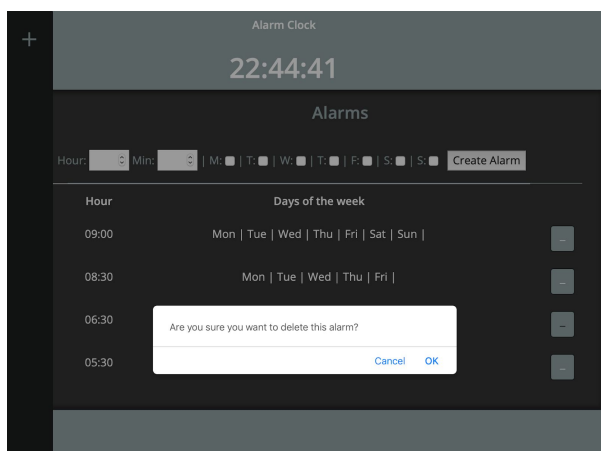 +
Alarm Clock
22:44:41
Alarms
Hour: Min: | M: | T: | W: | T: | F: | S: | S: Create Alarm
Hour Days of the week
09:00 Mon | Tue | Wed | Thu | Fri | Sat | Sun | -
08:30 Mon | Tue | Wed | Thu | Fri | -
06:30 -
Are you sure you want to delete this alarm?
Cancel OK
05:30 -